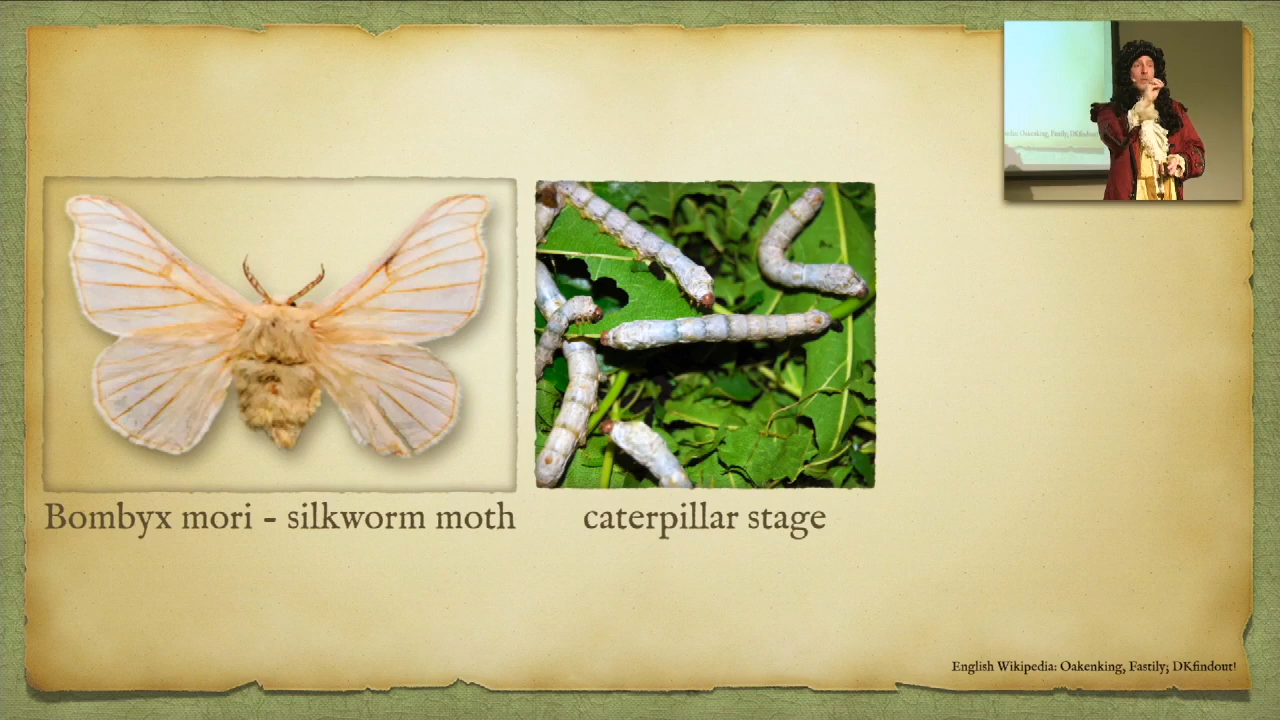 Bombyx mori - silkworm moth
caterpillar stage
English Wikipedia: Oakenking, Fastily; DKfindout!